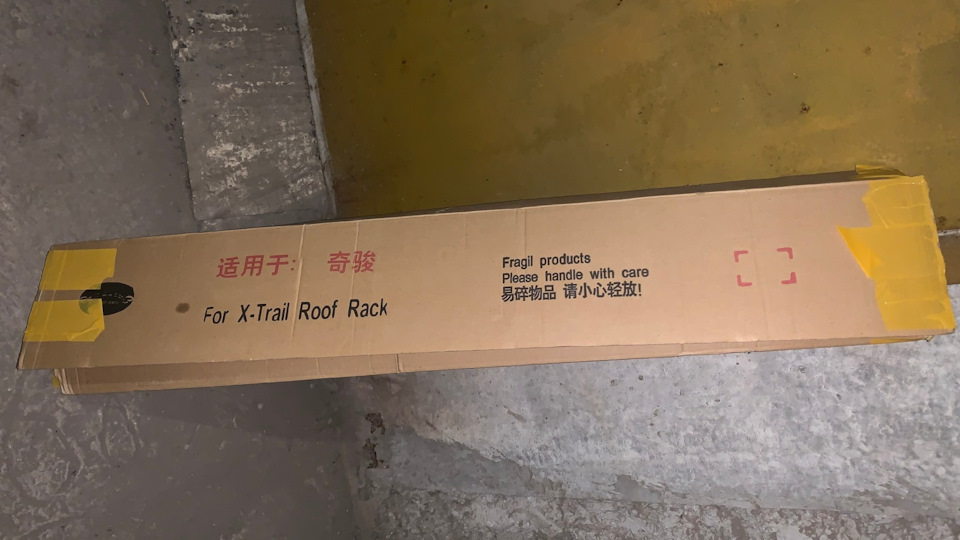 适用于: 奇骏
For X-Trail Roof Rack
Fragil products
Please handle with care
易碎物品 请小心轻放!